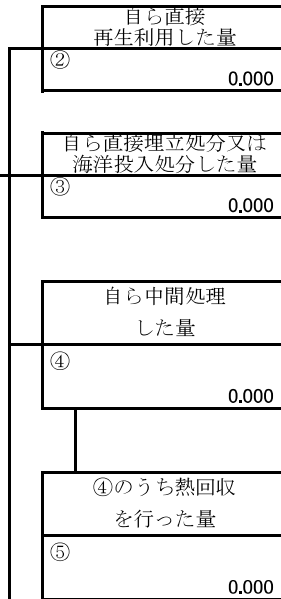 自ら直接
再生利用した量
②
0.000
自ら直接埋立処分又は
海洋投入処分した量
③
0.000
自ら中間処理
した量
④
0.000
④のうち熱回収
を行った量
⑤
0.000